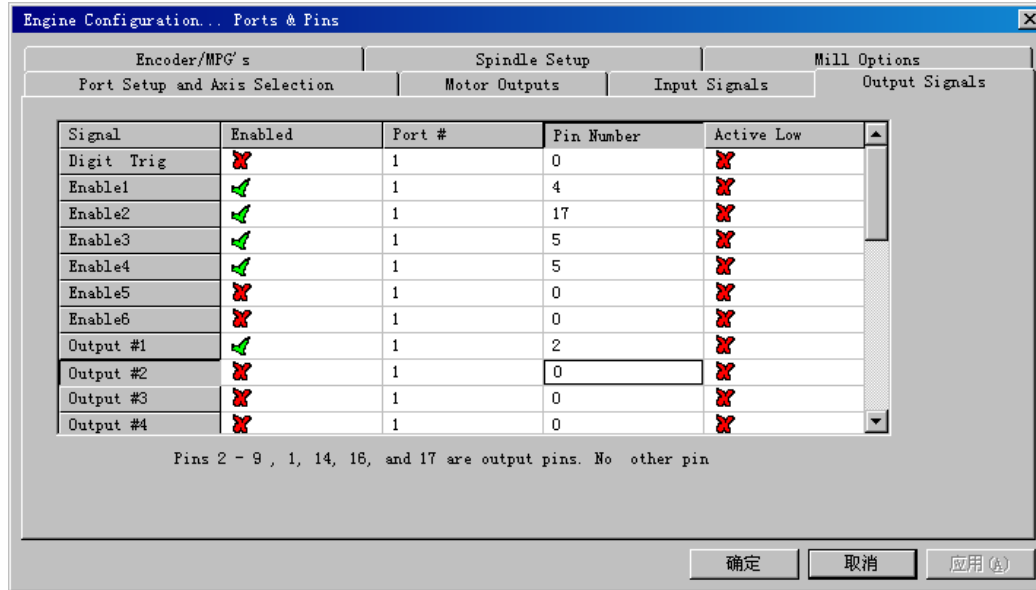 Engine Configuration... Ports & Pins
Encoder/MPG's Spindle Setup Mill Options
Port Setup and Axis Selection Motor Outputs Input Signals Output Signals
Signal Enabled Port # Pin Number Active Low
Digit Trig 1 0
Enable1 1 4
Enable2 1 17
Enable3 1 5
Enable4 1 5
Enable5 1 0
Enable6 1 0
Output #1 1 2
Output #2 1 0
Output #3 1 0
Output #4 1 0
Pins 2 - 9 , 1, 14, 16, and 17 are output pins. No other pin
确定 取消 应用(A)